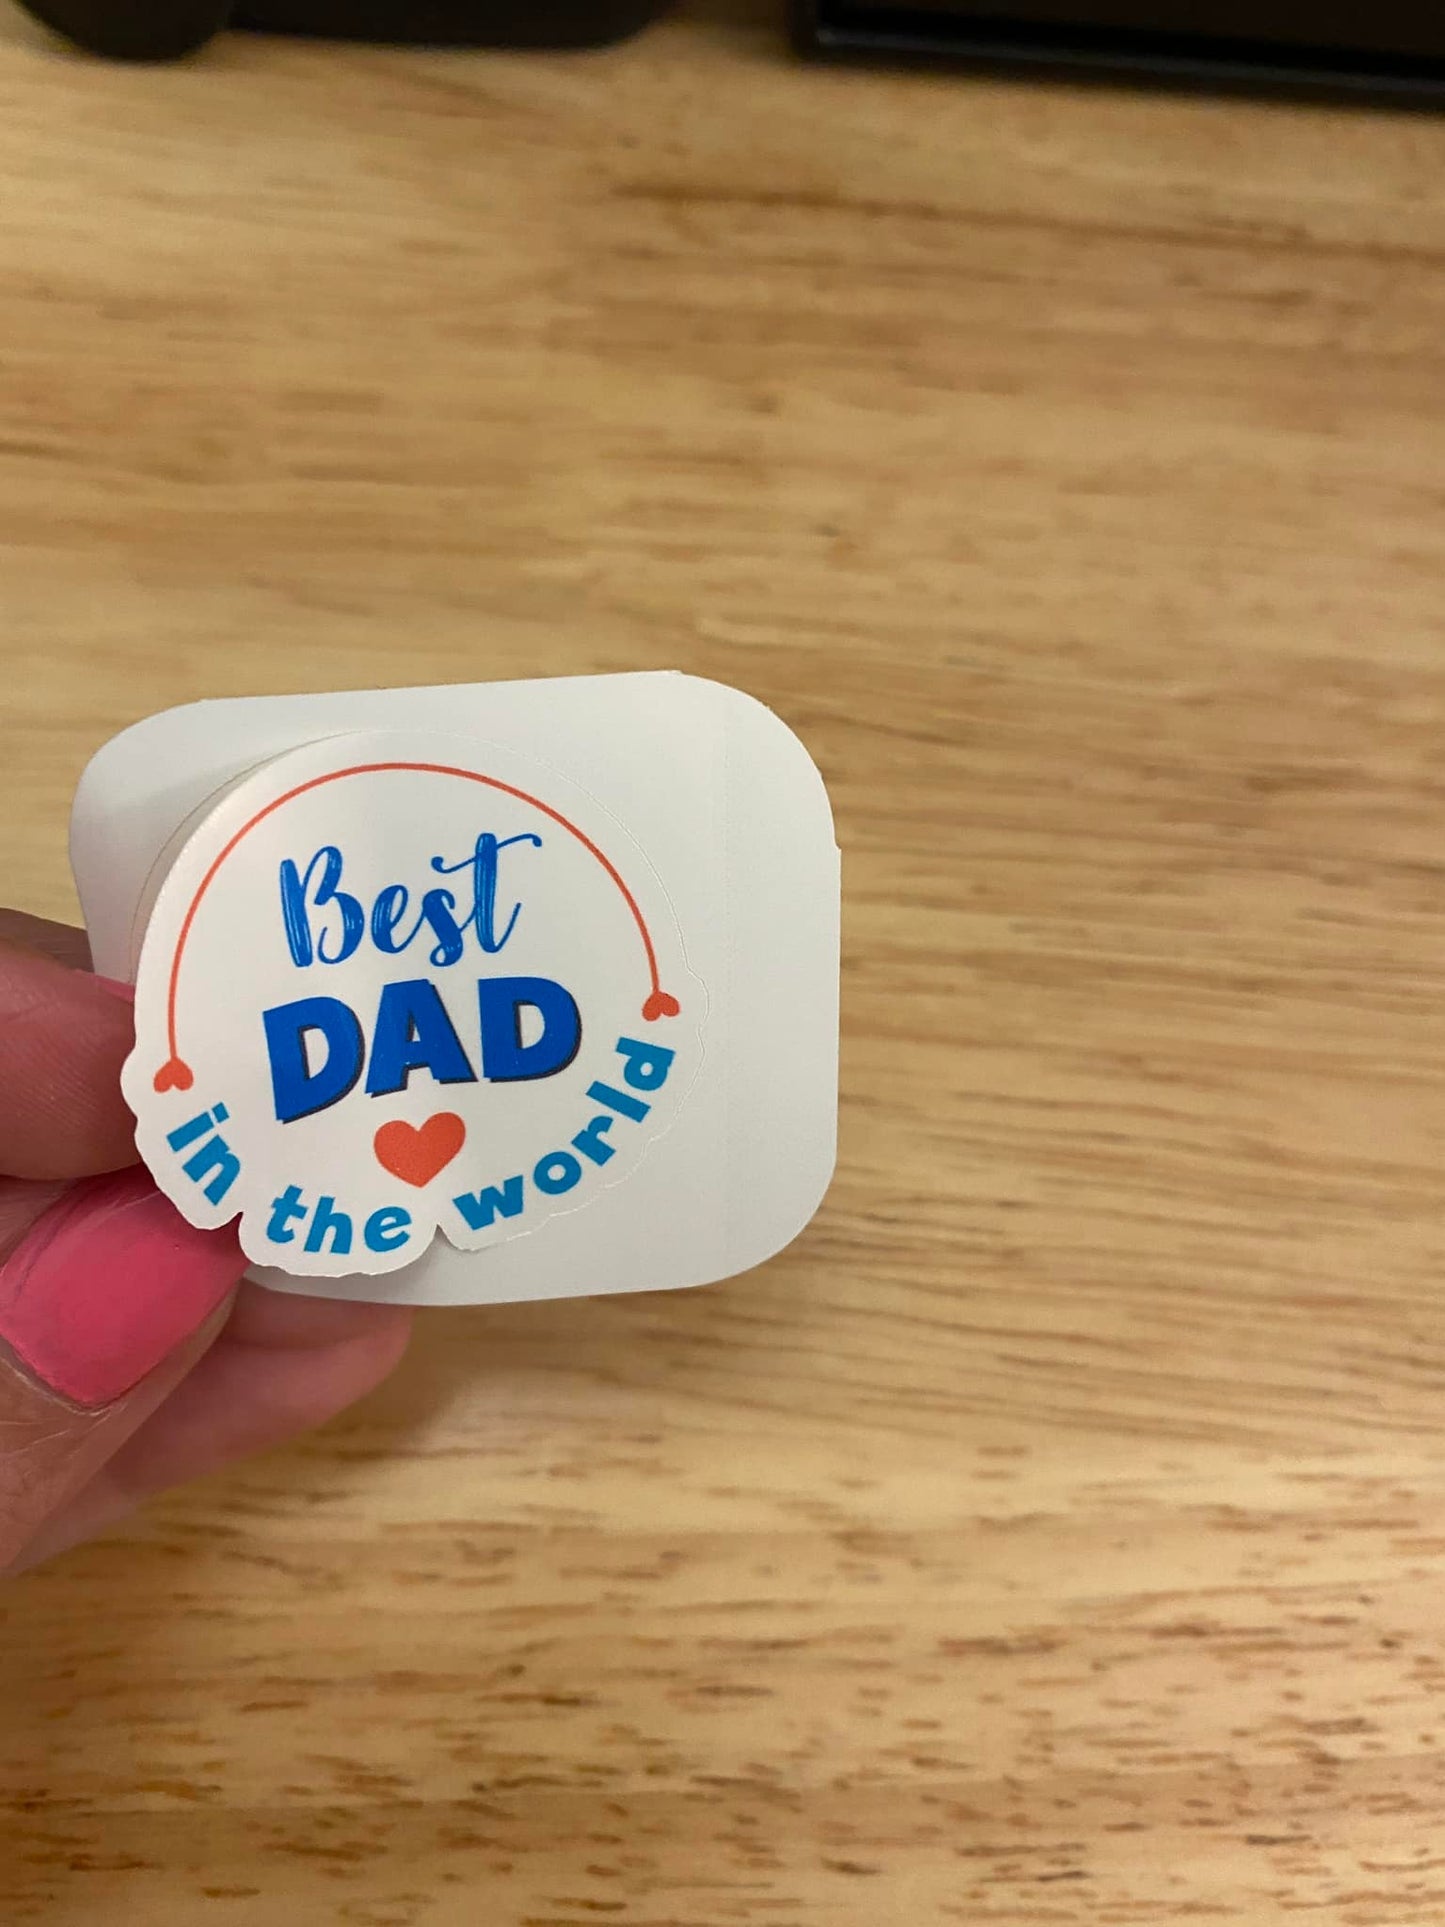 Best
DAD
in the world